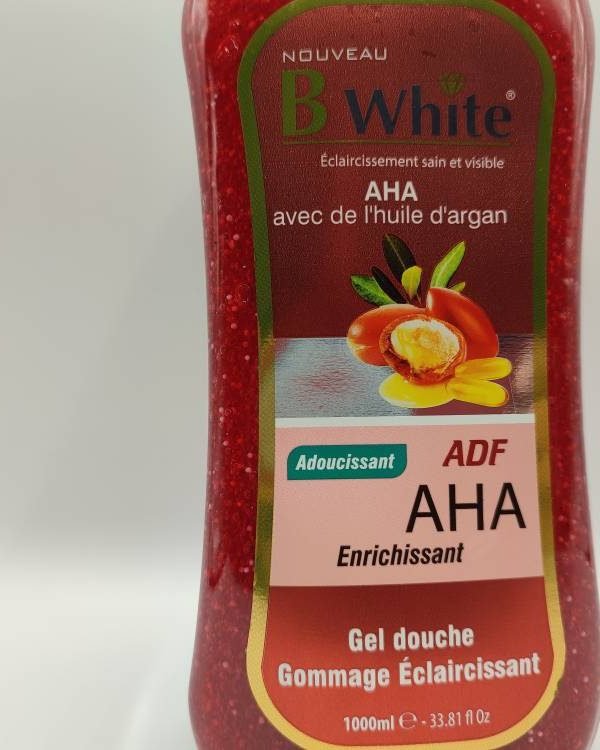 NOUVEAU
B White®
Éclaircissement sain et visible
AHA
avec de l'huile d'argan
Adoucissant
ADF
AHA
Enrichissant
Gel douche
Gommage Éclaircissant
1000ml ℮ - 33.81 fl Oz